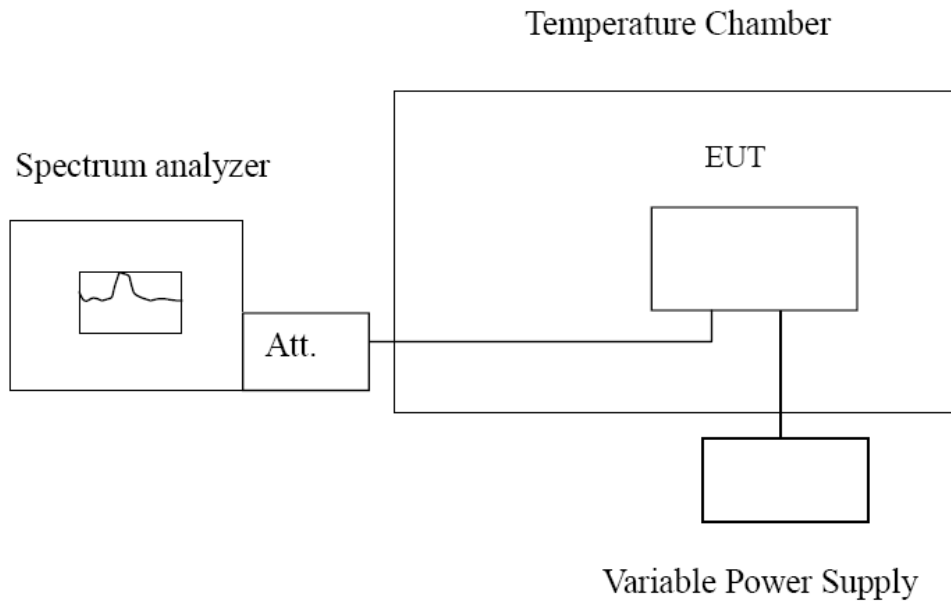 Temperature Chamber
Spectrum analyzer
EUT
Att.
Variable Power Supply